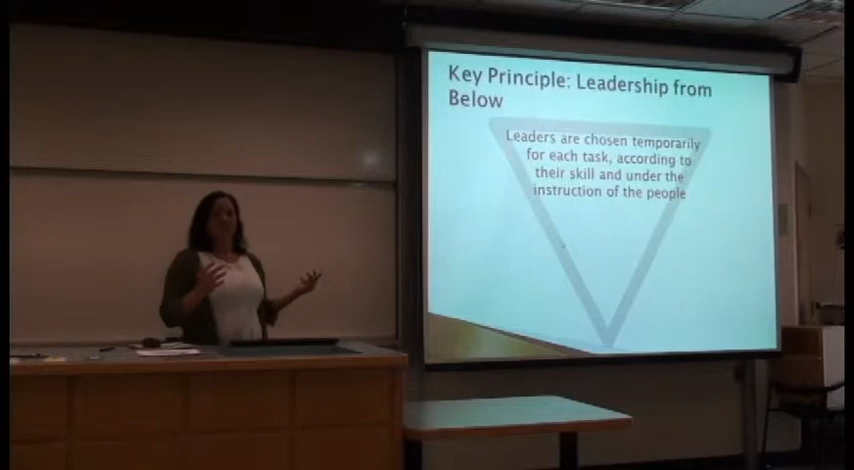 Key Principle: Leadership from
Below
Leaders are chosen temporarily
for each task, according to
their skill and under the
instruction of the people